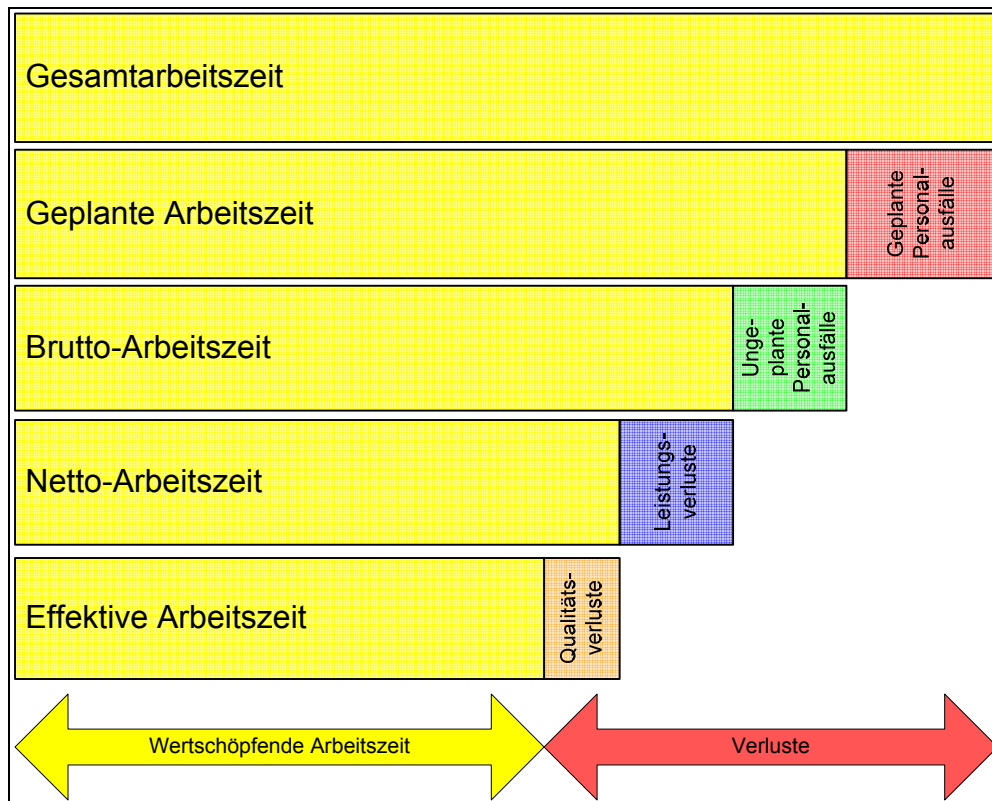 Gesamtarbeitszeit
Geplante Arbeitszeit
Geplante
Personal-
ausfälle
Brutto-Arbeitszeit
Unge-
plante
Personal-
ausfälle
Netto-Arbeitszeit
Leistungs-
verluste
Effektive Arbeitszeit
Qualitäts-
verluste
Wertschöpfende Arbeitszeit
Verluste